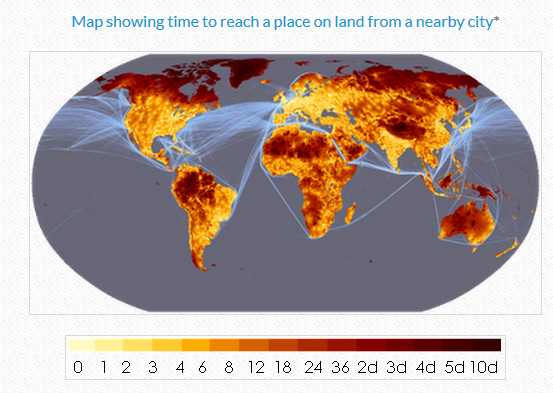 Map showing time to reach a place on land from a nearby city*
0 1 2 3 4 6 8 12 18 24 36 2d 3d 4d 5d 10d